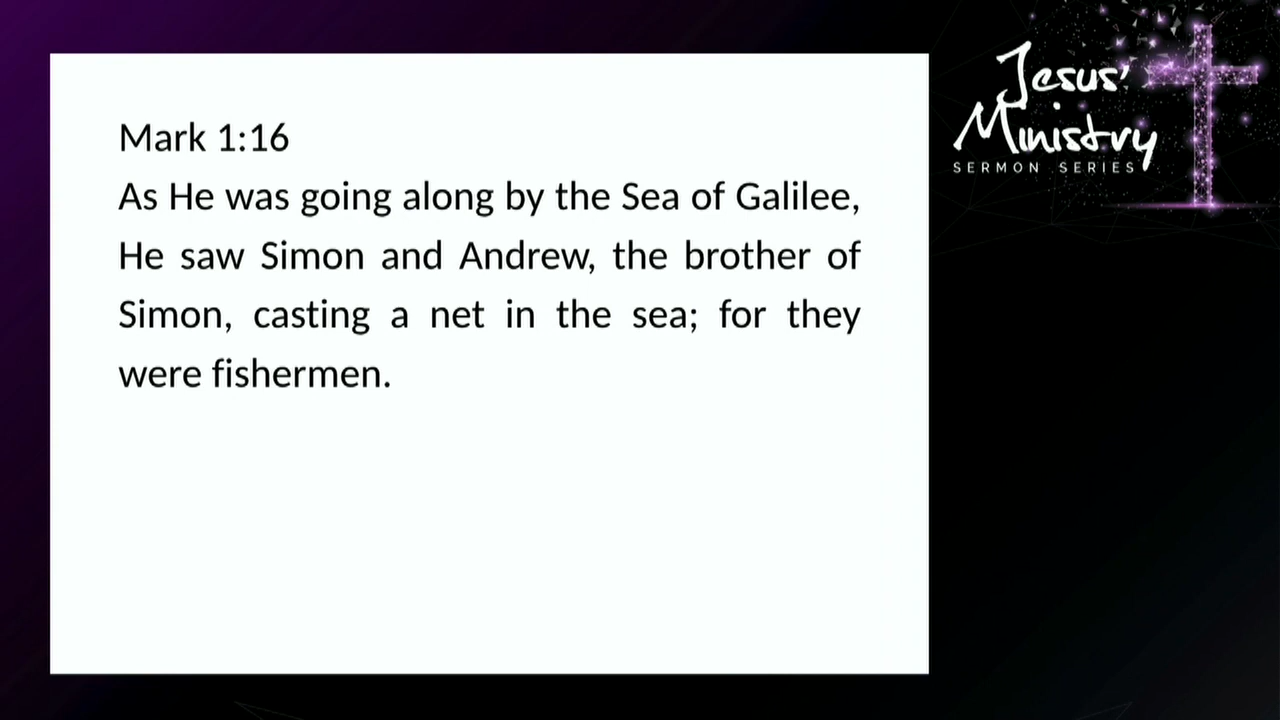 Mark 1:16
As He was going along by the Sea of Galilee,
He saw Simon and Andrew, the brother of
Simon, casting a net in the sea; for they
were fishermen.
Jesus'
Ministry
SERMON SERIES